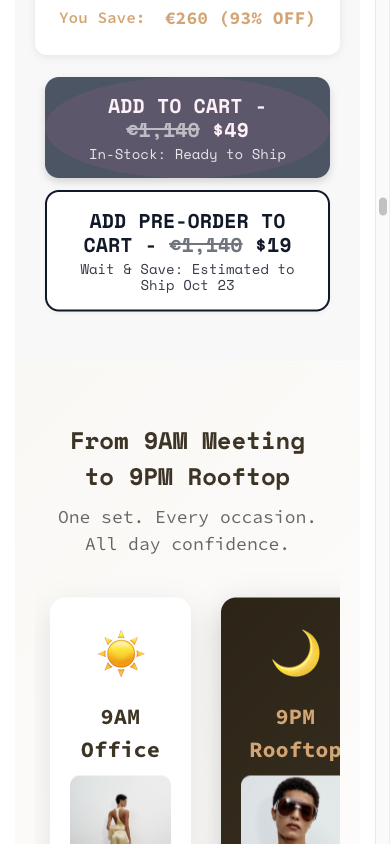 You Save: €260 (93% OFF)
ADD TO CART -
€1,140 $49
In-Stock: Ready to Ship
ADD PRE-ORDER TO
CART - €1,140 $19
Wait & Save: Estimated to
Ship Oct 23
From 9AM Meeting
to 9PM Rooftop
One set. Every occasion.
All day confidence.
9AM
Office
9PM
Rooftop